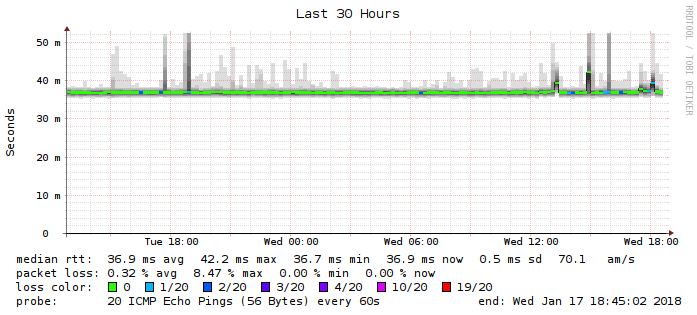 Last 30 Hours
RRDTOOL / TOBI OETIKER
Seconds
50 m
40 m
30 m
20 m
10 m
0
Tue 18:00 Wed 00:00 Wed 06:00 Wed 12:00 Wed 18:00
median rtt: 36.9 ms avg 42.2 ms max 36.7 ms min 36.9 ms now 0.5 ms sd 70.1 am/s
packet loss: 0.32 % avg 8.47 % max 0.00 % min 0.00 % now
loss color: 0 1/20 2/20 3/20 4/20 10/20 19/20
probe: 20 ICMP Echo Pings (56 Bytes) every 60s end: Wed Jan 17 18:45:02 2018